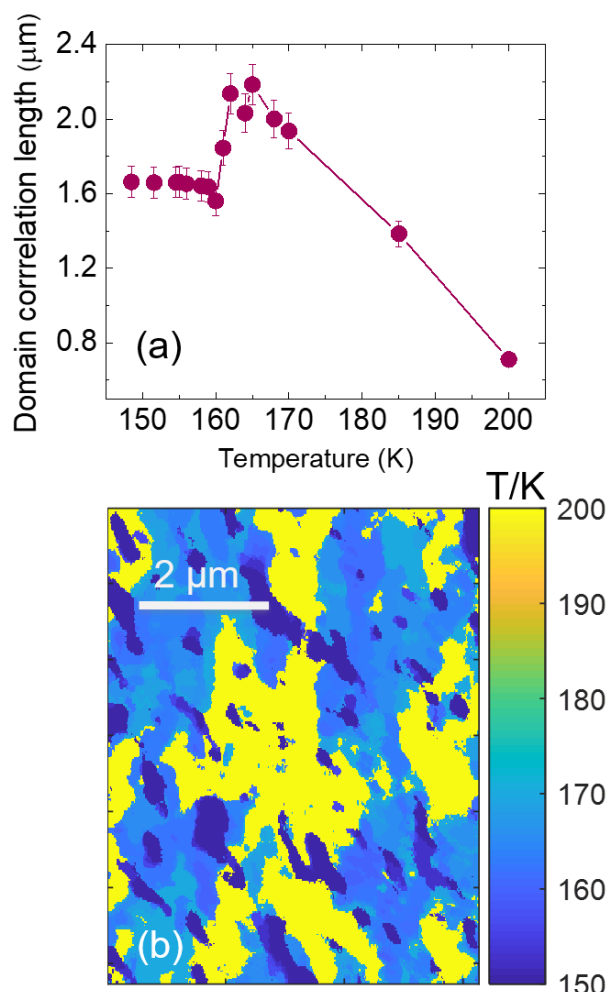 2.4
2.0
1.6
1.2
0.8
Domain corrrelation length (μm)
(a)
150 160 170 180 190 200
Temperature (K)
T/K
2 μm
200
190
180
170
160
150
(b)